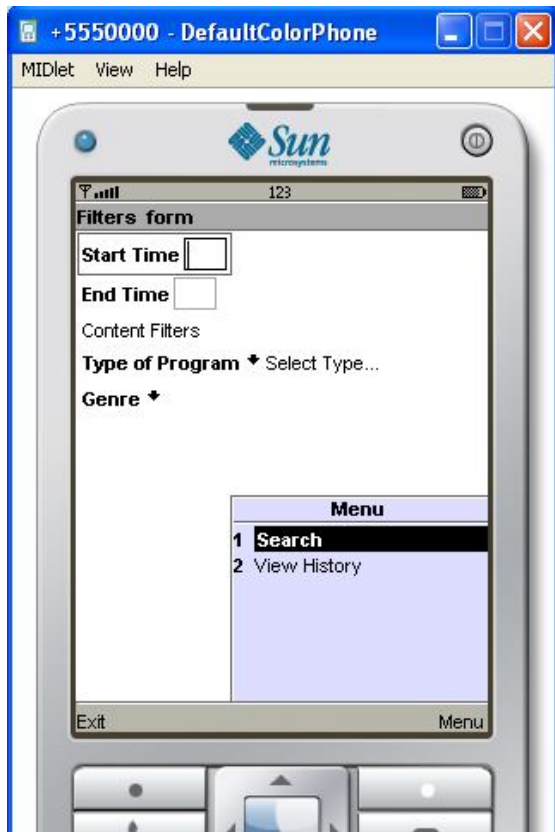 +5550000 - DefaultColorPhone
MIDlet View Help
Sun
microsystems
123
Filters form
Start Time
End Time
Content Filters
Type of Program Select Type...
Genre
Menu
1 Search
2 View History
Exit Menu